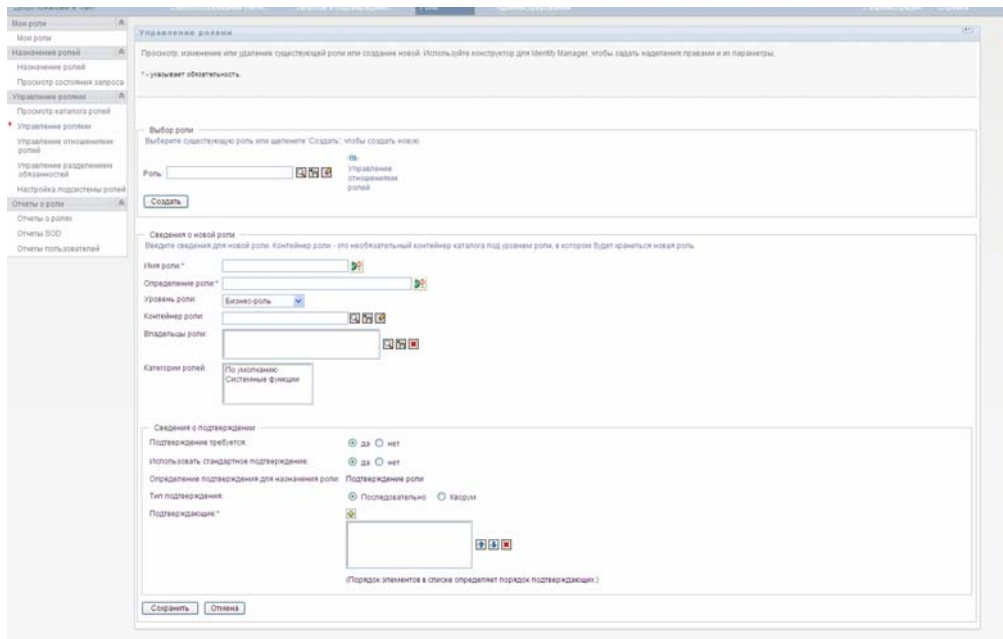 Роли
Мои роли
Мои роли
Назначение ролей
Назначение ролей
Просмотр состояния запроса
Управление ролями
Просмотр каталога ролей
Управление ролями
Управление отношениями
ролей
Управление разделением
обязанностей
Настройка подсистемы ролей
Отчеты о роли
Отчеты о ролях
Отчеты SOD
Отчеты пользователей
Управление ролями
Просмотр, изменение или удаление существующей роли или создание новой. Используйте конструктор для Identity Manager, чтобы задать наделения правами и их параметры.
* - указывает обязательность.
Выбор роли
Выберите существующую роль или щелкните 'Создать', чтобы создать новую.
Роль:
Управление
отношениями
ролей
Создать
Сведения о новой роли
Введите сведения для новой роли. Контейнер роли - это необязательный контейнер каталога под уровнем роли, в котором будет храниться новая роль.
Имя роли:*
Определение роли:*
Уровень роли: Бизнес-роль
Контейнер роли:
Владельцы роли:
Категории ролей: По умолчанию
Системные функции
Сведения о подтверждении
Подтверждение требуется: да нет
Использовать стандартное подтверждение: да нет
Определение подтверждения для назначения роли: Подтверждение роли
Тип подтверждения: Последовательно Кворум
Подтверждающие:*
(Порядок элементов в списке определяет порядок подтверждающих.)
Сохранить Отмена